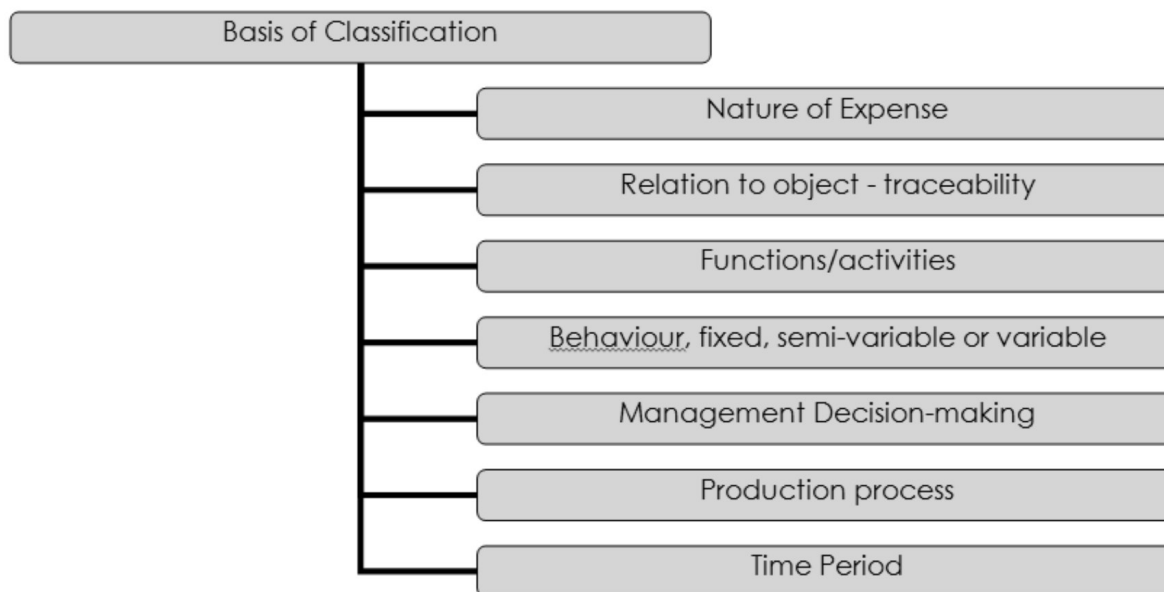 Basis of Classification
Nature of Expense
Relation to object - traceability
Functions/activities
Behaviour, fixed, semi-variable or variable
Management Decision-making
Production process
Time Period